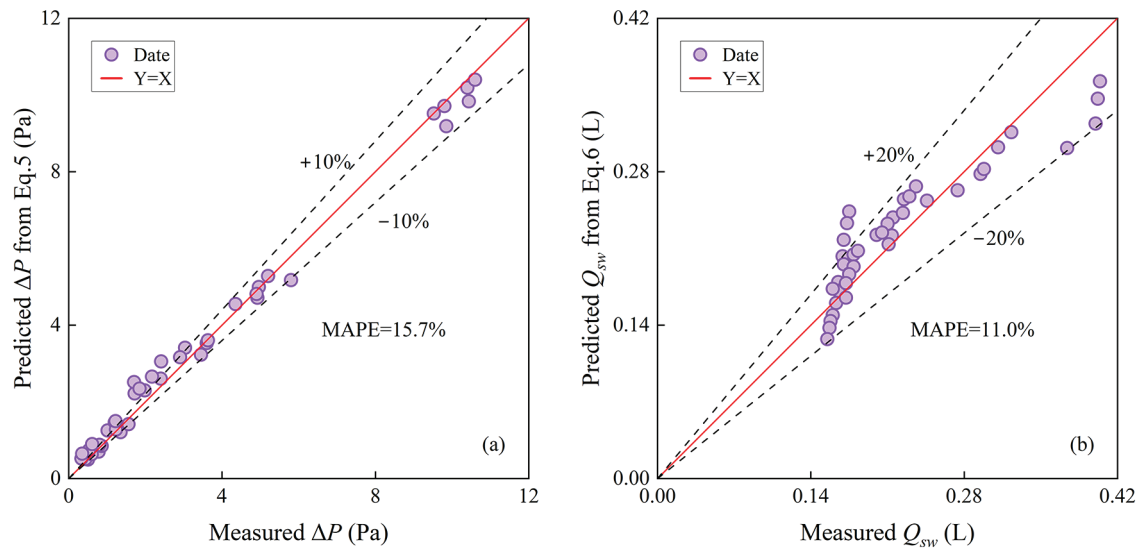 12
8
4
0
0
4
8
12
Predicted ΔP from Eq.5 (Pa)
Measured ΔP (Pa)
Date
Y=X
+10%
−10%
MAPE=15.7%
(a)
0.42
0.28
0.14
0.00
0.00
0.14
0.28
0.42
Predicted Qsw from Eq.6 (L)
Measured Qsw (L)
Date
Y=X
+20%
−20%
MAPE=11.0%
(b)